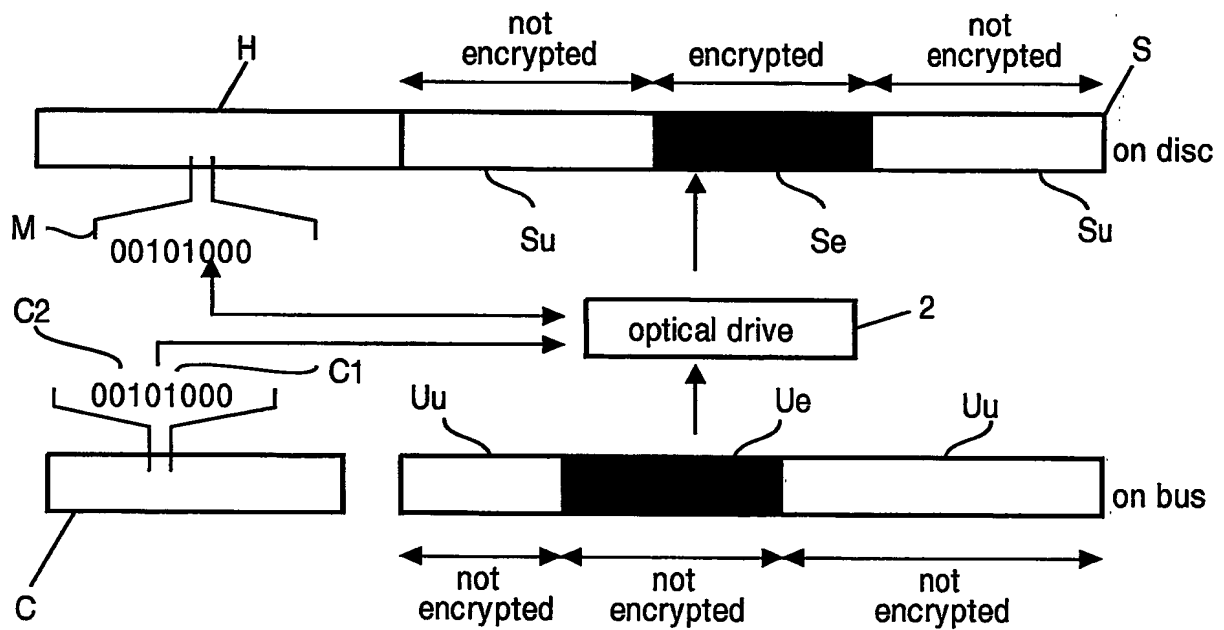 not
encrypted
encrypted
not
encrypted
H
S
on disc
M
00101000
Su
Se
Su
C2
optical drive
2
00101000
C1
Uu
Ue
Uu
on bus
C
not
encrypted
not
encrypted
not
encrypted